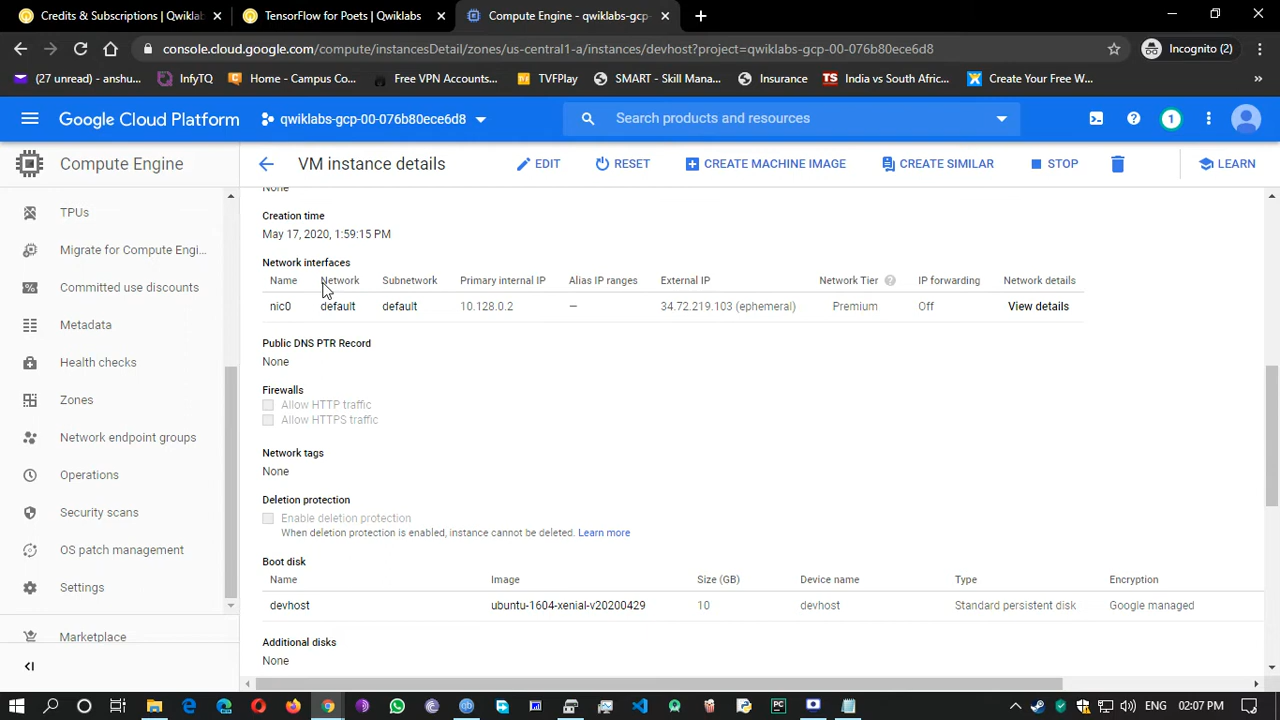 Credits & Subscriptions | Qwikla
TensorFlow for Poets | Qwiklabs
Compute Engine - qwiklabs-gcp-
console.cloud.google.com/compute/instancesDetail/zones/us-central1-a/instances/devhost?project=qwiklabs-gcp-00-076b80ece6d8
Incognito (2)
(27 unread) - anshu...
InfyTQ
Home - Campus Co...
Free VPN Accounts...
TVFPlay
SMART - Skill Mana...
Insurance
TS
India vs South Afric...
Create Your Free W...
»
Google Cloud Platform
qwiklabs-gcp-00-076b80ece6d8
Search products and resources
1
Compute Engine
VM instance details
EDIT
RESET
CREATE MACHINE IMAGE
CREATE SIMILAR
STOP
LEARN
TPUs
Migrate for Compute Engi...
Committed use discounts
Metadata
Health checks
Zones
Network endpoint groups
Operations
Security scans
OS patch management
Settings
Marketplace
None
Creation time
May 17, 2020, 1:59:15 PM
Network interfaces
Name Network Subnetwork Primary internal IP Alias IP ranges External IP Network Tier IP forwarding Network details
nic0 default default 10.128.0.2 — 34.72.219.103 (ephemeral) Premium Off View details
Public DNS PTR Record
None
Firewalls
Allow HTTP traffic
Allow HTTPS traffic
Network tags
None
Deletion protection
Enable deletion protection
When deletion protection is enabled, instance cannot be deleted. Learn more
Boot disk
Name Image Size (GB) Device name Type Encryption
devhost ubuntu-1604-xenial-v20200429 10 devhost Standard persistent disk Google managed
Additional disks
None
ENG 02:07 PM